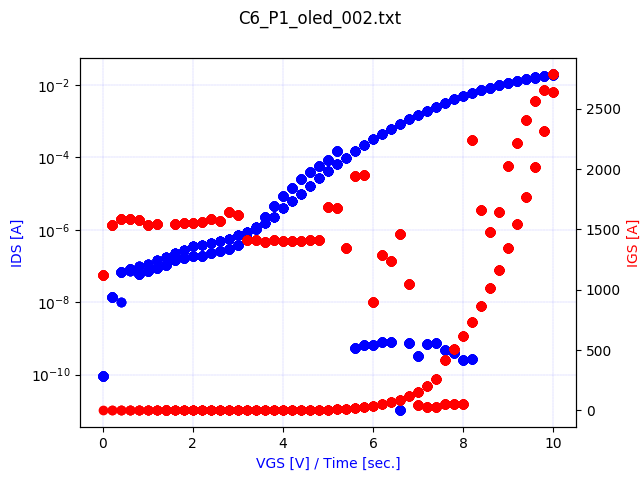 C6_P1_oled_002.txt
10⁻²
10⁻⁴
10⁻⁶
10⁻⁸
10⁻¹⁰
IDS [A]
2500
2000
1500
1000
500
0
IGS [A]
0 2 4 6 8 10
VGS [V] / Time [sec.]